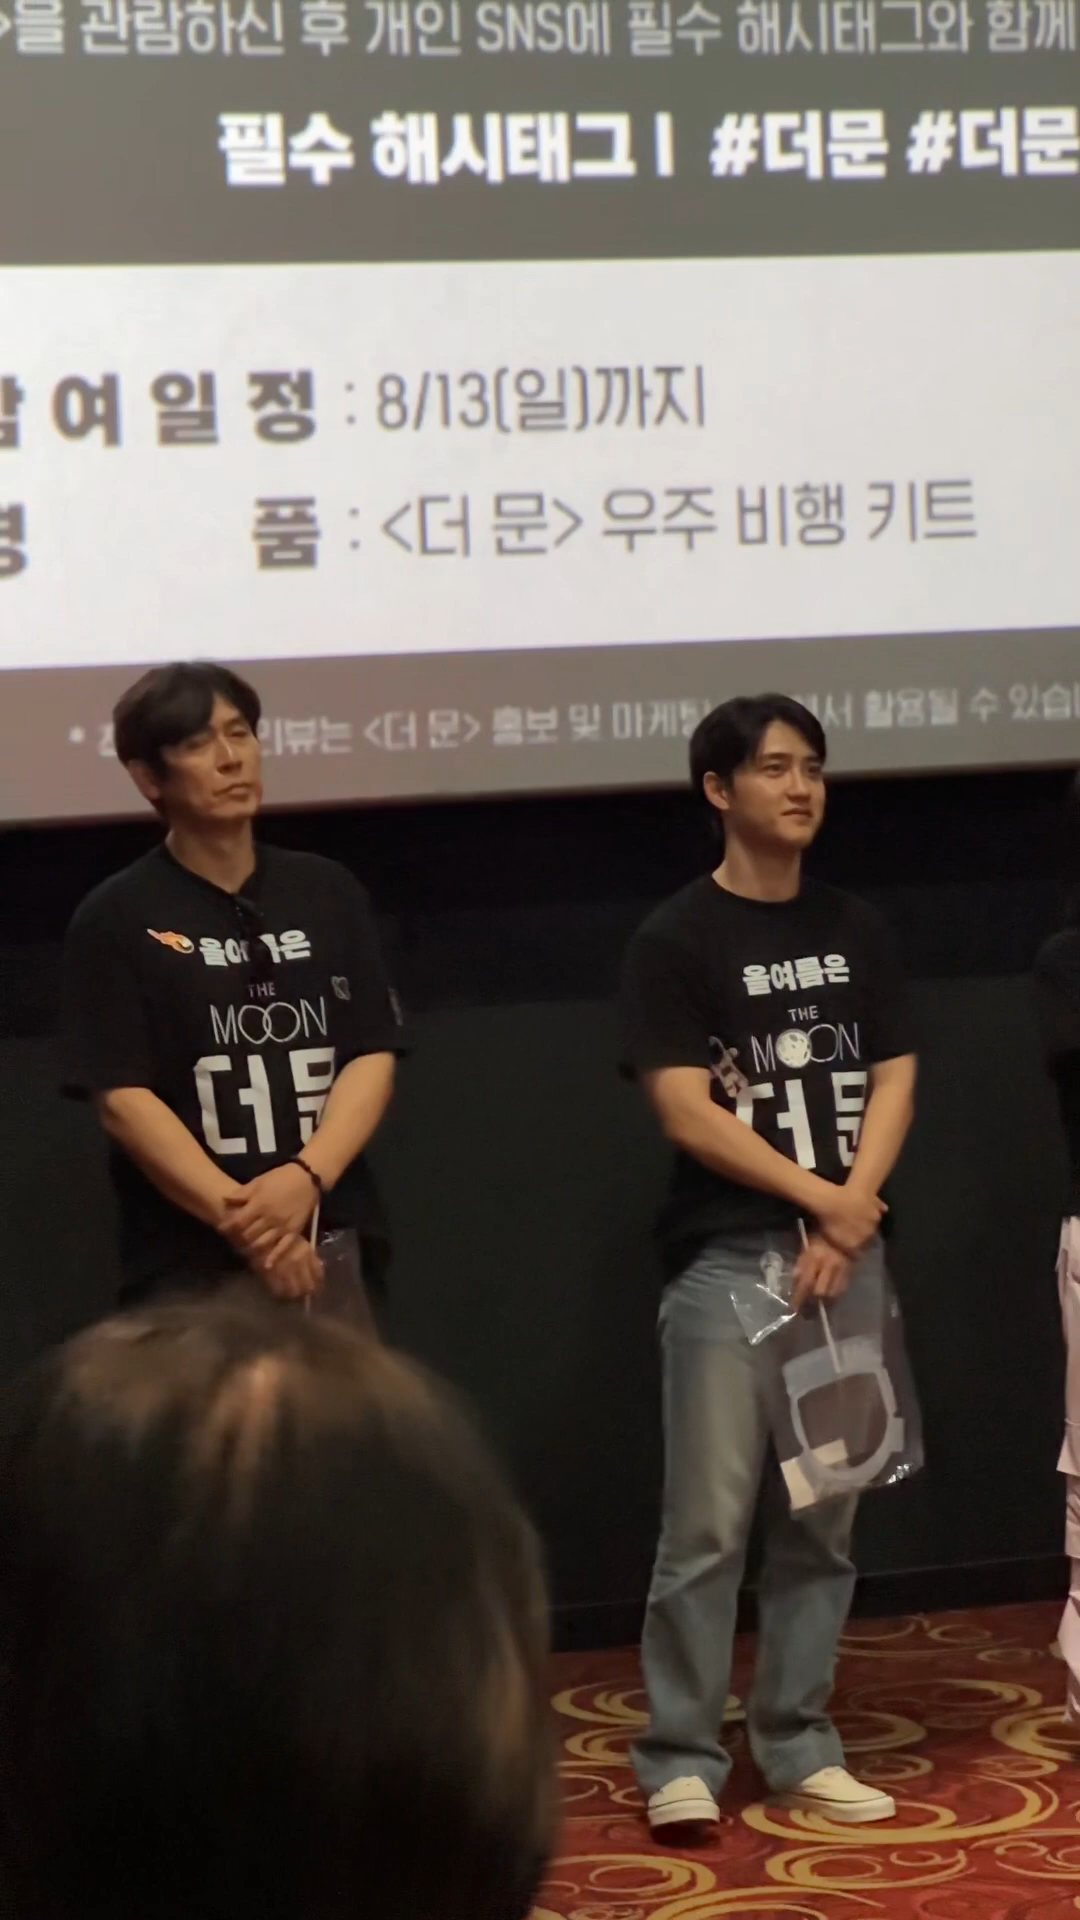 >을 관람하신 후 개인 SNS에 필수 해시태그와 함께
필수 해시태그 | #더문 #더문
참여일정 : 8/13(일)까지
경품 : <더 문> 우주 비행 키트
* 리뷰는 <더 문> 홍보 및 마케팅 활용될 수 있습니
올여름은
THE
MOON
더 문
올여름은
THE
MOON
더 문